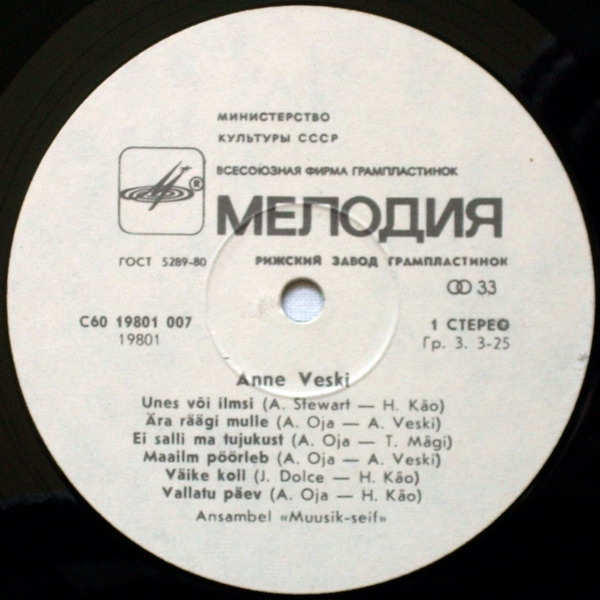 МИНИСТЕРСТВО
КУЛЬТУРЫ СССР
ВСЕСОЮЗНАЯ ФИРМА ГРАМПЛАСТИНОК
®
МЕЛОДИЯ
ГОСТ 5289-80 РИЖСКИЙ ЗАВОД ГРАМПЛАСТИНОК
33
С60 19801 007 1 СТЕРЕО
19801 Гр. 3. 3-25
Anne Veski
Unes või ilmsi (A. Stewart — H. Käo)
Ära räägi mulle (A. Oja — A. Veski)
Ei salli ma tujukust (A. Oja — T. Mägi)
Maailm pöörleb (A. Oja — A. Veski)
Väike koll (J. Dolce — H. Käo)
Vallatu päev (A. Oja — H. Käo)
Ansambel «Muusik-seif»